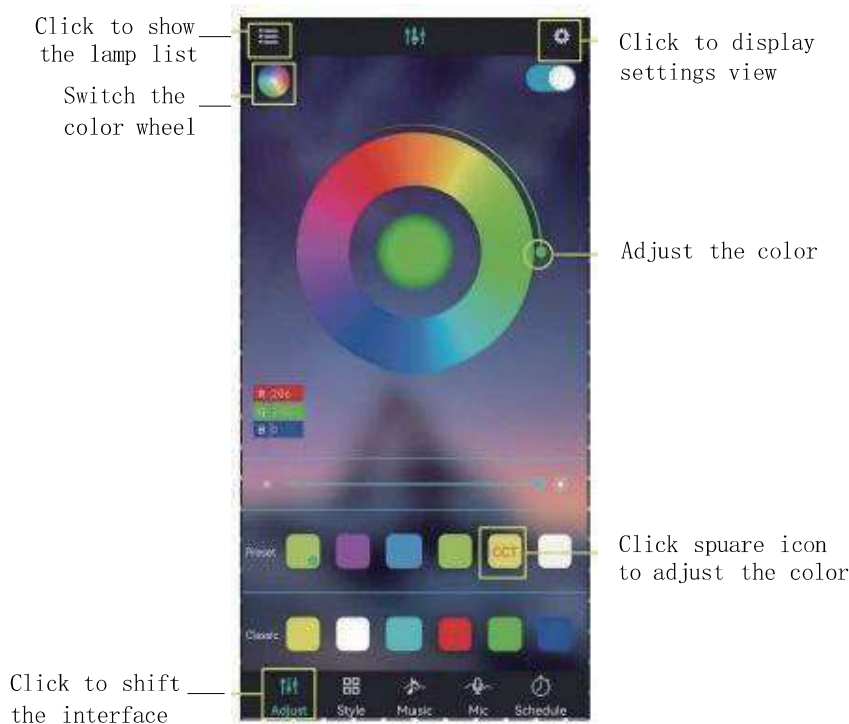 Click to show
the lamp list
Click to display
settings view
Switch the
color wheel
Adjust the color
R 206
G
B 0
Preset
CCT
Click spuare icon
to adjust the color
Classic
Click to shift
the interface
Adjust
Style
Music
Mic
Schedule